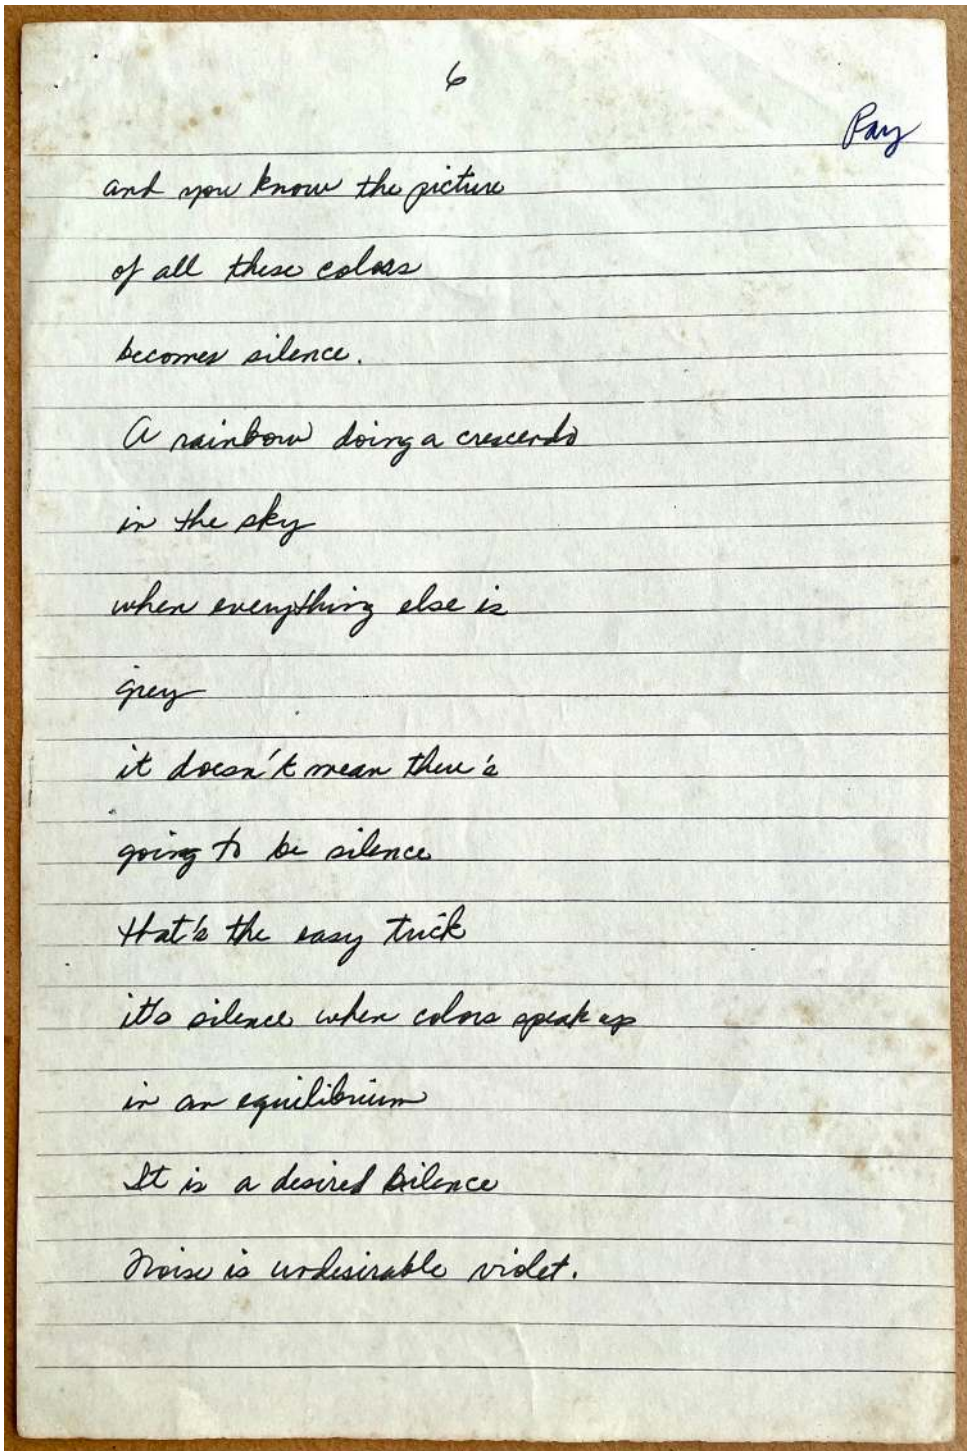 6
Pay
and you know the picture
of all these colors
becomes silence.
A rainbow doing a crescendo
in the sky
when everything else is
grey
it doesn't mean there's
going to be silence
that's the easy trick
it's silence when colors speak up
in an equilibrium
It is a desired silence
Noise is undesirable violet.